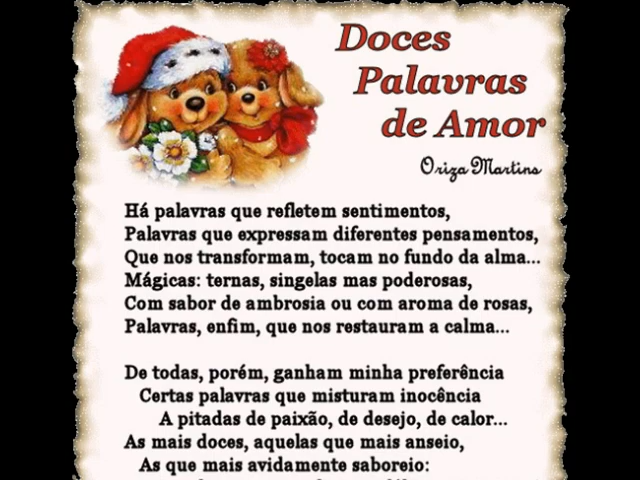 Doces
Palavras
de Amor
Oriza Martins
Há palavras que refletem sentimentos,
Palavras que expressam diferentes pensamentos,
Que nos transformam, tocam no fundo da alma...
Mágicas: ternas, singelas mas poderosas,
Com sabor de ambrosia ou com aroma de rosas,
Palavras, enfim, que nos restauram a calma...
De todas, porém, ganham minha preferência
Certas palavras que misturam inocência
A pitadas de paixão, de desejo, de calor...
As mais doces, aquelas que mais anseio,
As que mais avidamente saboreio: